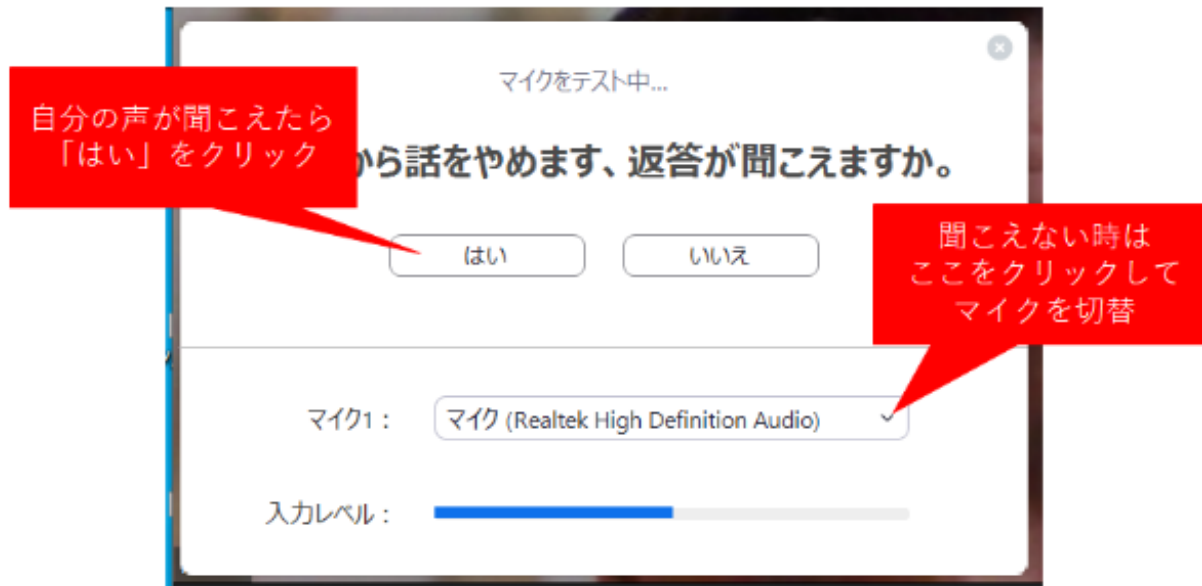 マイクをテスト中...
自分の声が聞こえたら
「はい」をクリック
から話をやめます、返答が聞こえますか。
はい
いいえ
聞こえない時は
ここをクリックして
マイクを切替
マイク1：
マイク (Realtek High Definition Audio)
入力レベル：